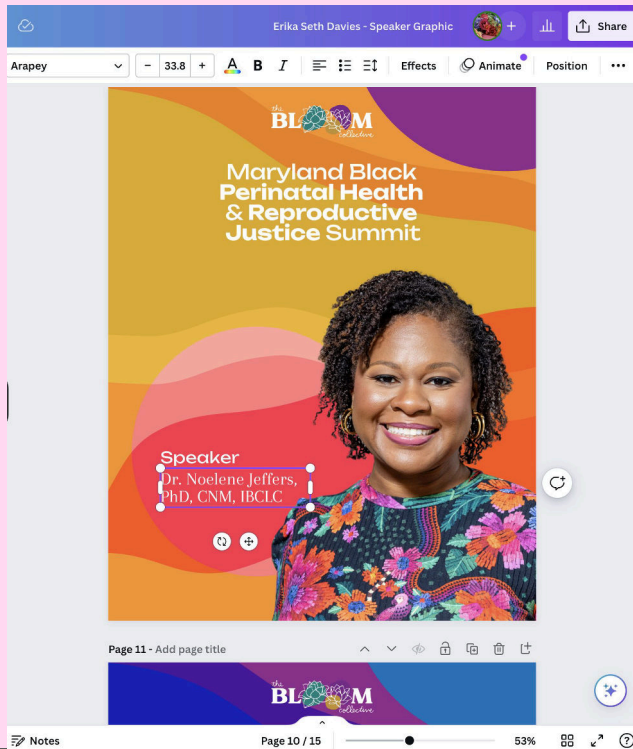 Erika Seth Davies - Speaker Graphic
+
Share
Arapey
- 33.8 +
A B I
Effects
Animate
Position
...
the
BLOOM
collective
Maryland Black
Perinatal Health
& Reproductive
Justice Summit
Speaker
Dr. Noelene Jeffers,
PhD, CNM, IBCLC
Page 11 - Add page title
the
BLOOM
collective
Notes
Page 10 / 15
53%
?